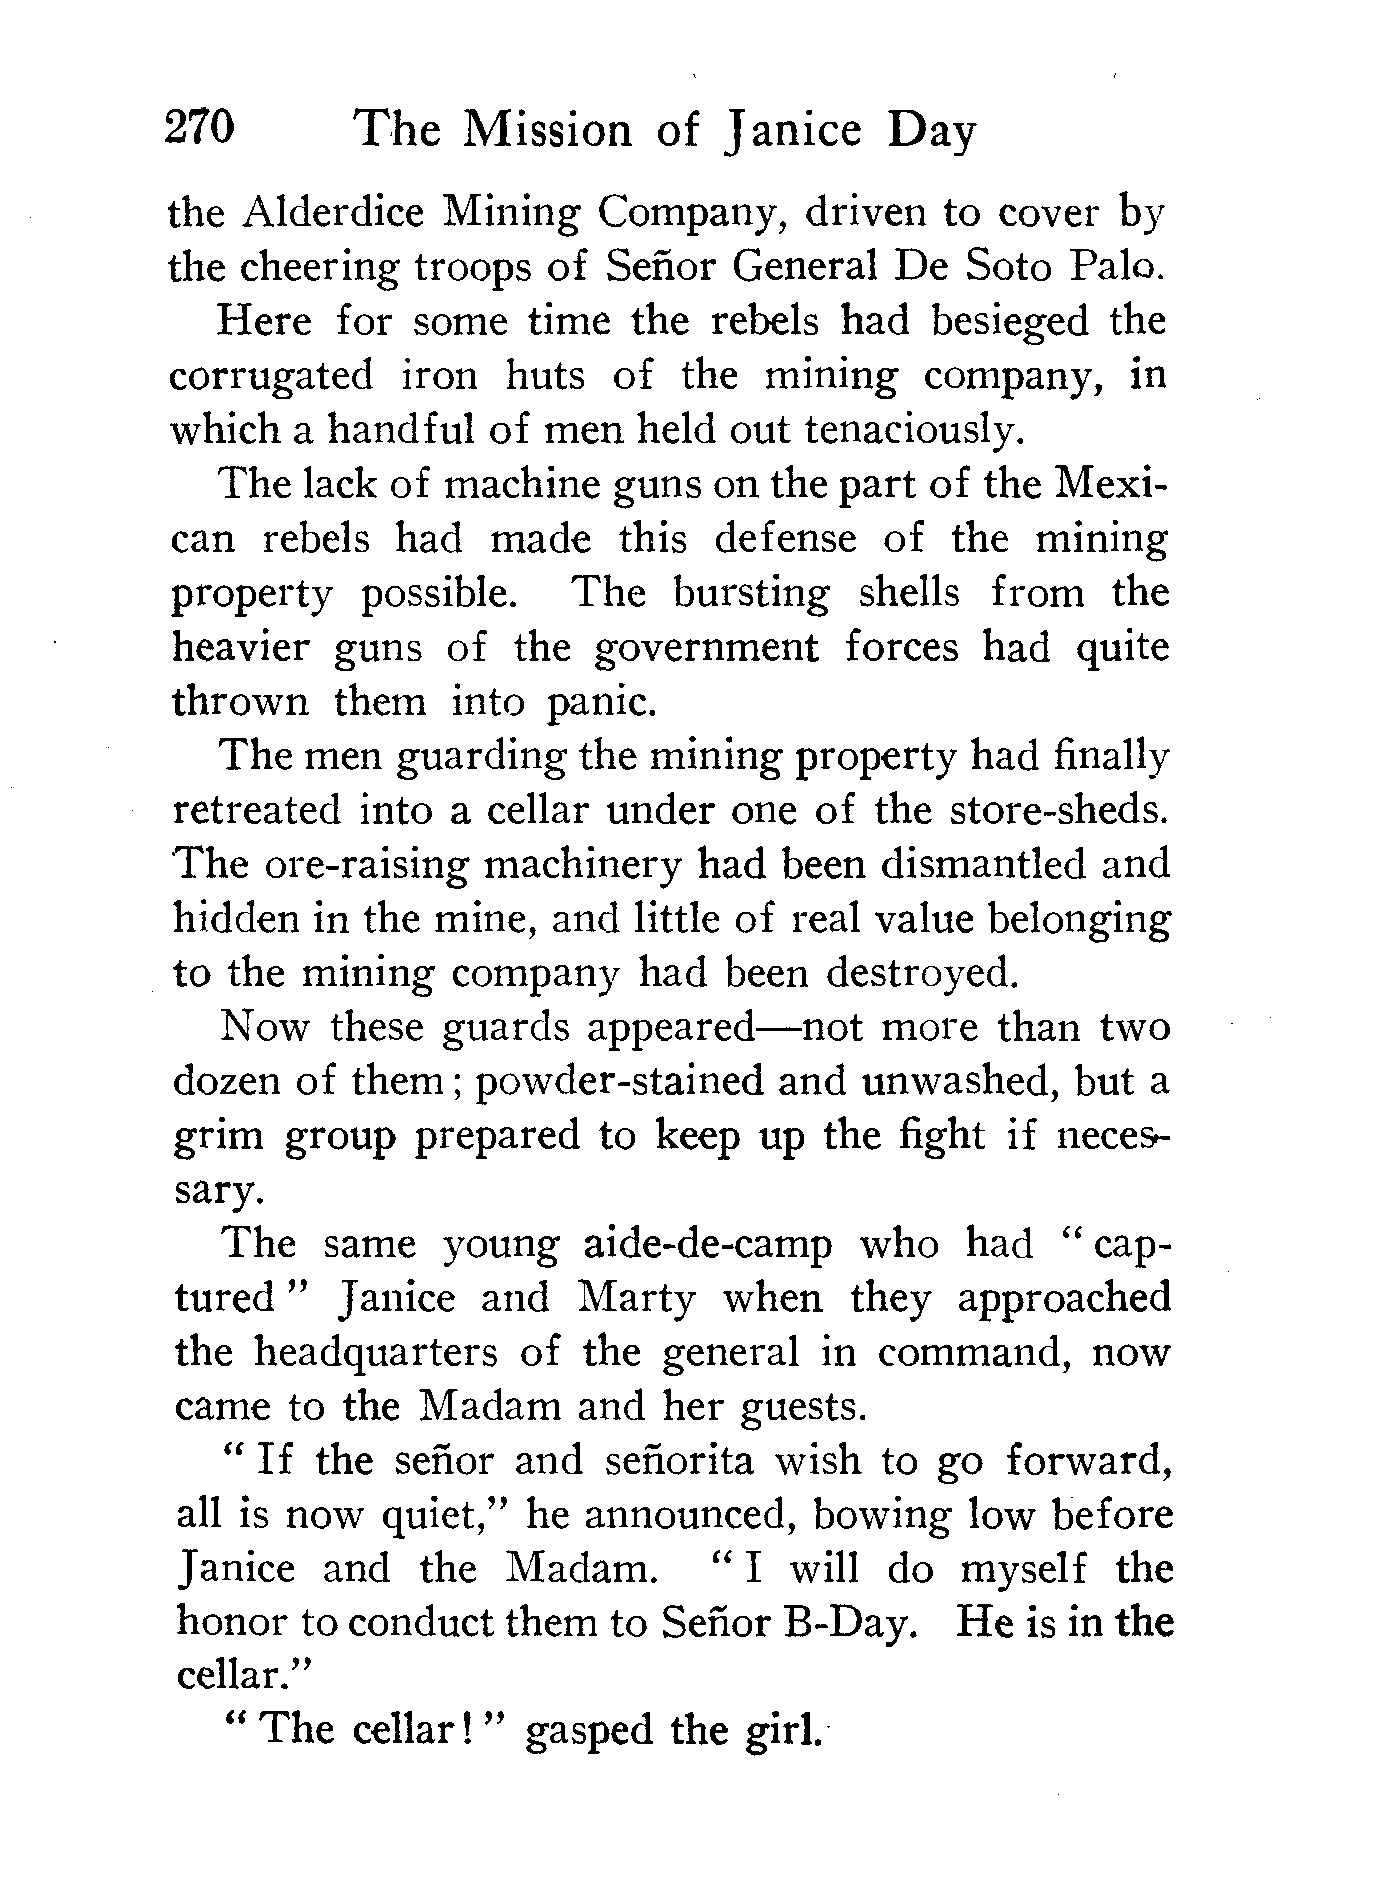 270 The Mission of Janice Day
the Alderdice Mining Company, driven to cover by
the cheering troops of Señor General De Soto Palo.
Here for some time the rebels had besieged the
corrugated iron huts of the mining company, in
which a handful of men held out tenaciously.
The lack of machine guns on the part of the Mexi-
can rebels had made this defense of the mining
property possible. The bursting shells from the
heavier guns of the government forces had quite
thrown them into panic.
The men guarding the mining property had finally
retreated into a cellar under one of the store-sheds.
The ore-raising machinery had been dismantled and
hidden in the mine, and little of real value belonging
to the mining company had been destroyed.
Now these guards appeared—not more than two
dozen of them; powder-stained and unwashed, but a
grim group prepared to keep up the fight if neces-
sary.
The same young aide-de-camp who had “ cap-
tured ” Janice and Marty when they approached
the headquarters of the general in command, now
came to the Madam and her guests.
“ If the señor and señorita wish to go forward,
all is now quiet,” he announced, bowing low before
Janice and the Madam. “ I will do myself the
honor to conduct them to Señor B-Day. He is in the
cellar.”
“ The cellar! ” gasped the girl.